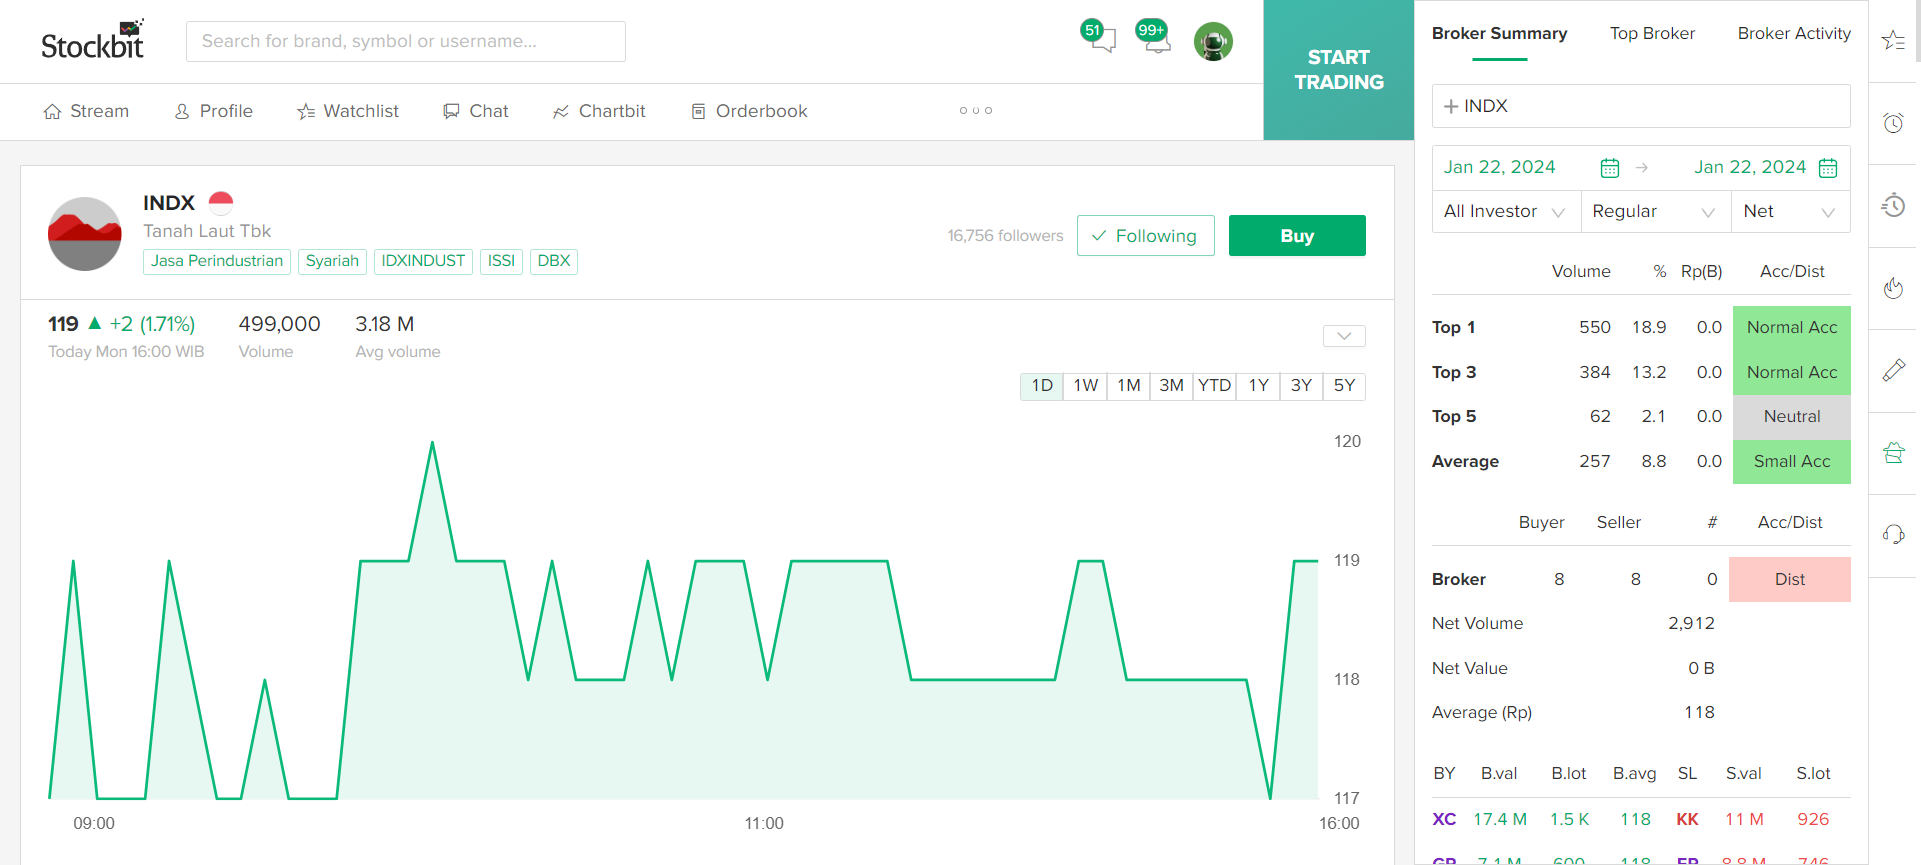 Stockbit
Search for brand, symbol or username...
51
99+
START
TRADING
Stream
Profile
Watchlist
Chat
Chartbit
Orderbook
INDX
Tanah Laut Tbk
Jasa Perindustrian
Syariah
IDXINDUST
ISSI
DBX
16,756 followers
Following
Buy
119 ▲ +2 (1.71%)
Today Mon 16:00 WIB
499,000
Volume
3.18 M
Avg volume
1D 1W 1M 3M YTD 1Y 3Y 5Y
120
119
118
117
09:00 11:00 16:00
Broker Summary Top Broker Broker Activity
+ INDX
Jan 22, 2024 → Jan 22, 2024
All Investor Regular Net
Volume % Rp(B) Acc/Dist
Top 1 550 18.9 0.0 Normal Acc
Top 3 384 13.2 0.0 Normal Acc
Top 5 62 2.1 0.0 Neutral
Average 257 8.8 0.0 Small Acc
Buyer Seller # Acc/Dist
Broker 8 8 0 Dist
Net Volume 2,912
Net Value 0 B
Average (Rp) 118
BY B.val B.lot B.avg SL S.val S.lot
XC 17.4 M 1.5 K 118 KK 11 M 926